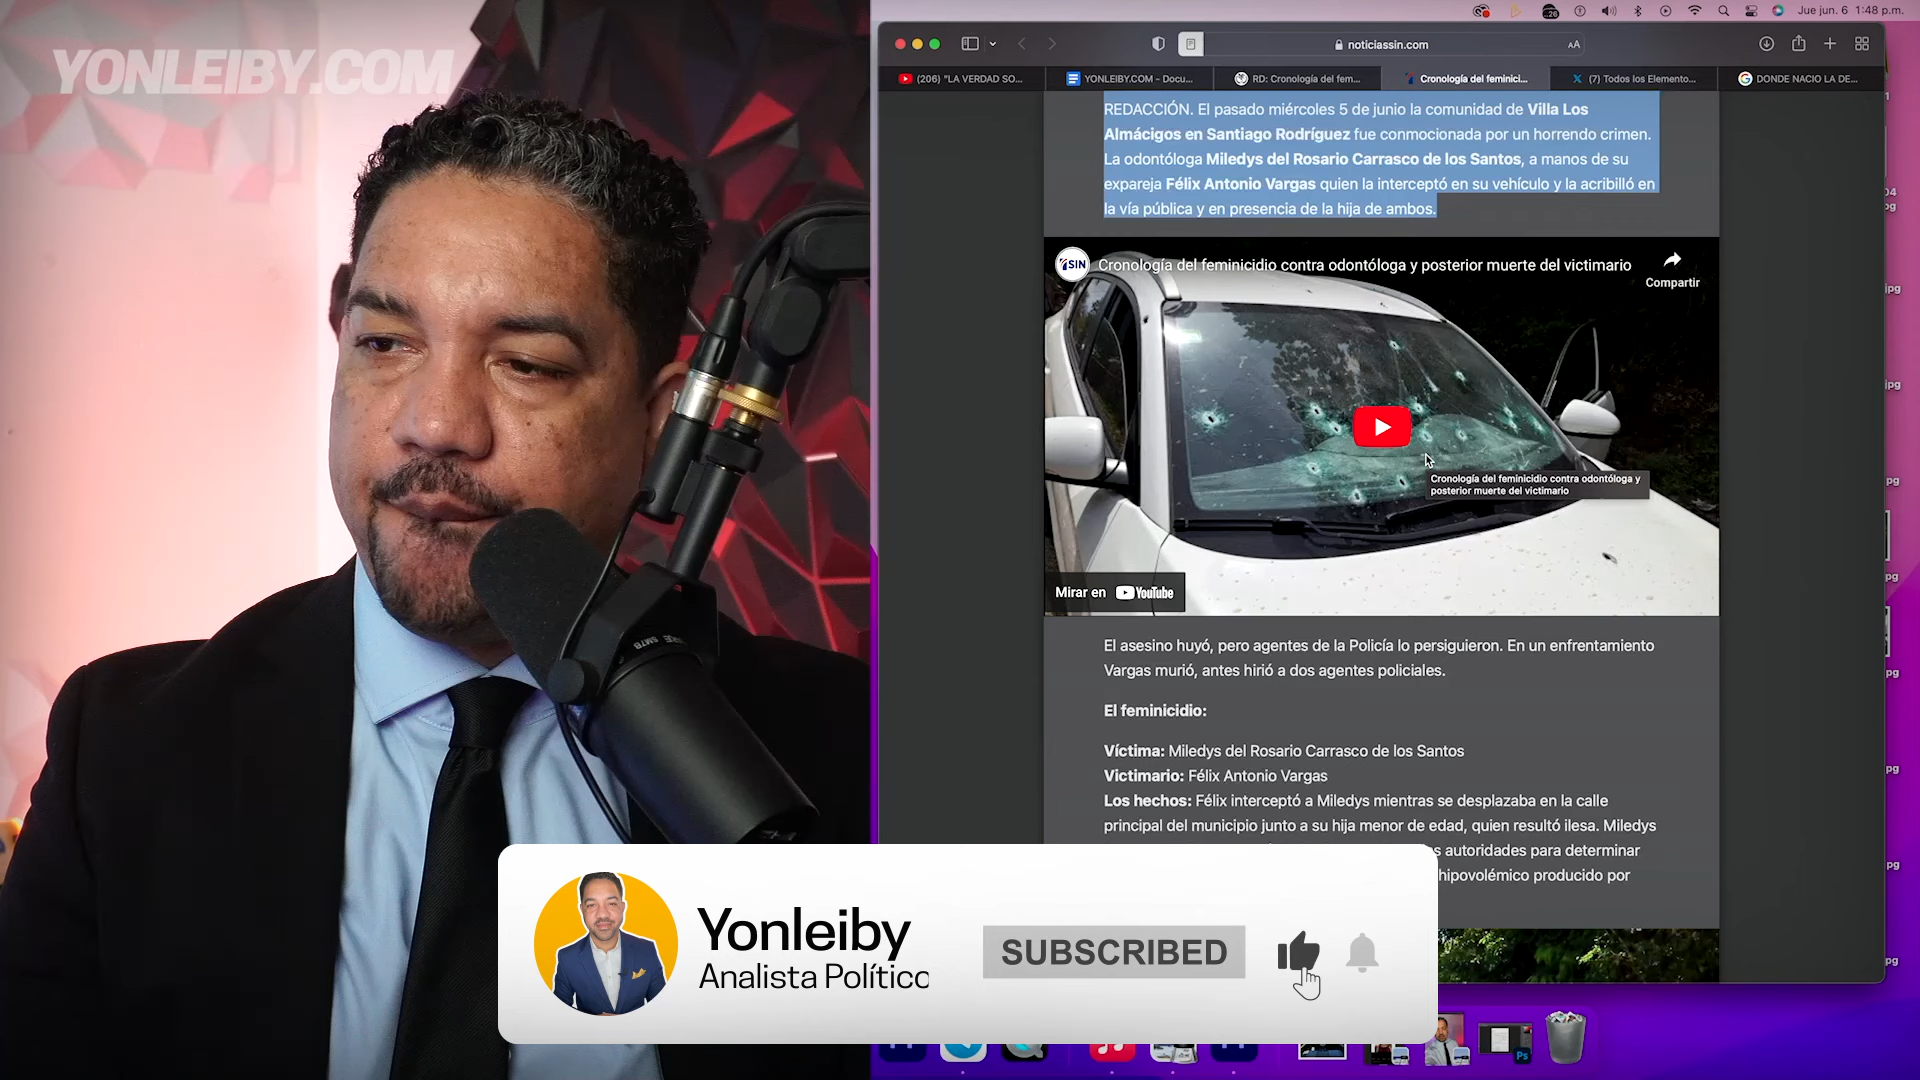 YONLEIBY.COM
Jue jun. 6 1:48 p.m.
noticiassin.com
AA
(206) "LA VERDAD SO...
YONLEIBY.COM - Docu...
RD: Cronología del fem...
Cronología del feminici...
(7) Todos los Elemento...
DONDE NACIO LA DE...
REDACCIÓN. El pasado miércoles 5 de junio la comunidad de Villa Los
Almácigos en Santiago Rodríguez fue conmocionada por un horrendo crimen.
La odontóloga Miledys del Rosario Carrasco de los Santos, a manos de su
expareja Félix Antonio Vargas quien la interceptó en su vehículo y la acribilló en
la vía pública y en presencia de la hija de ambos.
SIN
Cronología del feminicidio contra odontóloga y posterior muerte del victimario
Compartir
Cronología del feminicidio contra odontóloga y
posterior muerte del victimario
Mirar en YouTube
El asesino huyó, pero agentes de la Policía lo persiguieron. En un enfrentamiento
Vargas murió, antes hirió a dos agentes policiales.
El feminicidio:
Víctima: Miledys del Rosario Carrasco de los Santos
Victimario: Félix Antonio Vargas
Los hechos: Félix interceptó a Miledys mientras se desplazaba en la calle
principal del municipio junto a su hija menor de edad, quien resultó ilesa. Miledys
autoridades para determinar
hipovolémico producido por
Yonleiby
Analista Político
SUBSCRIBED
Ps